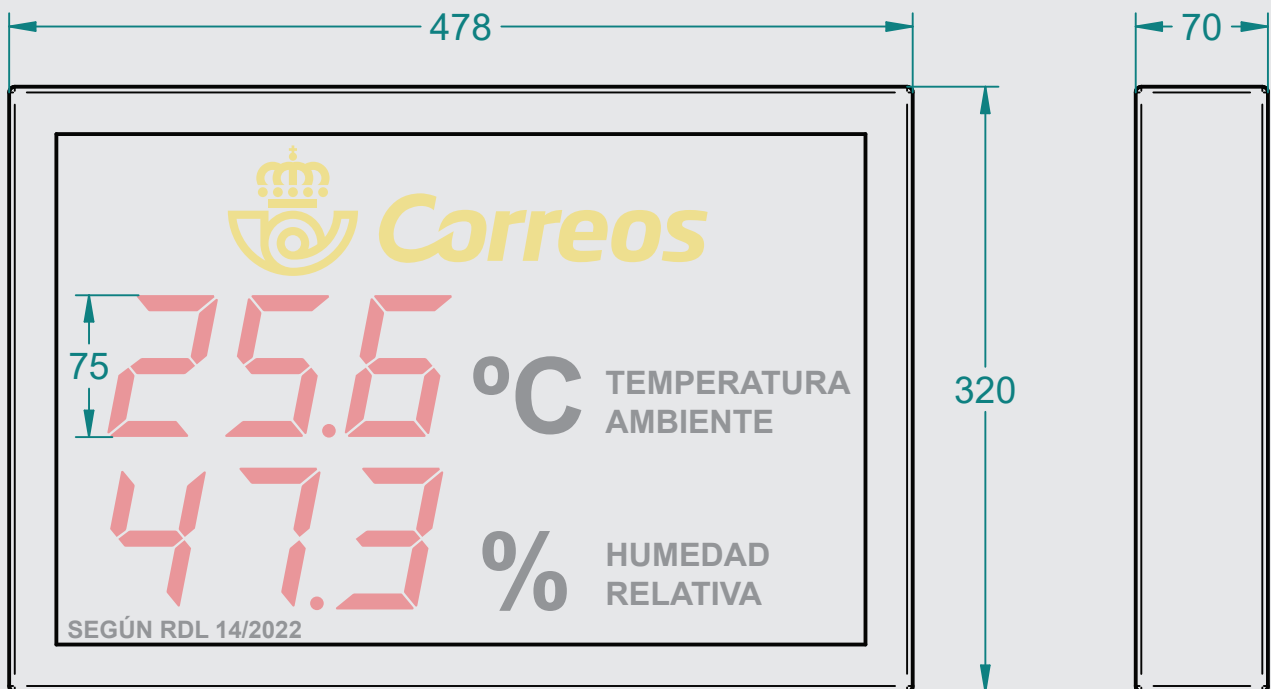 478
70
Correos
75
25.6
ºC
TEMPERATURA
AMBIENTE
320
47.3
%
HUMEDAD
RELATIVA
SEGÚN RDL 14/2022